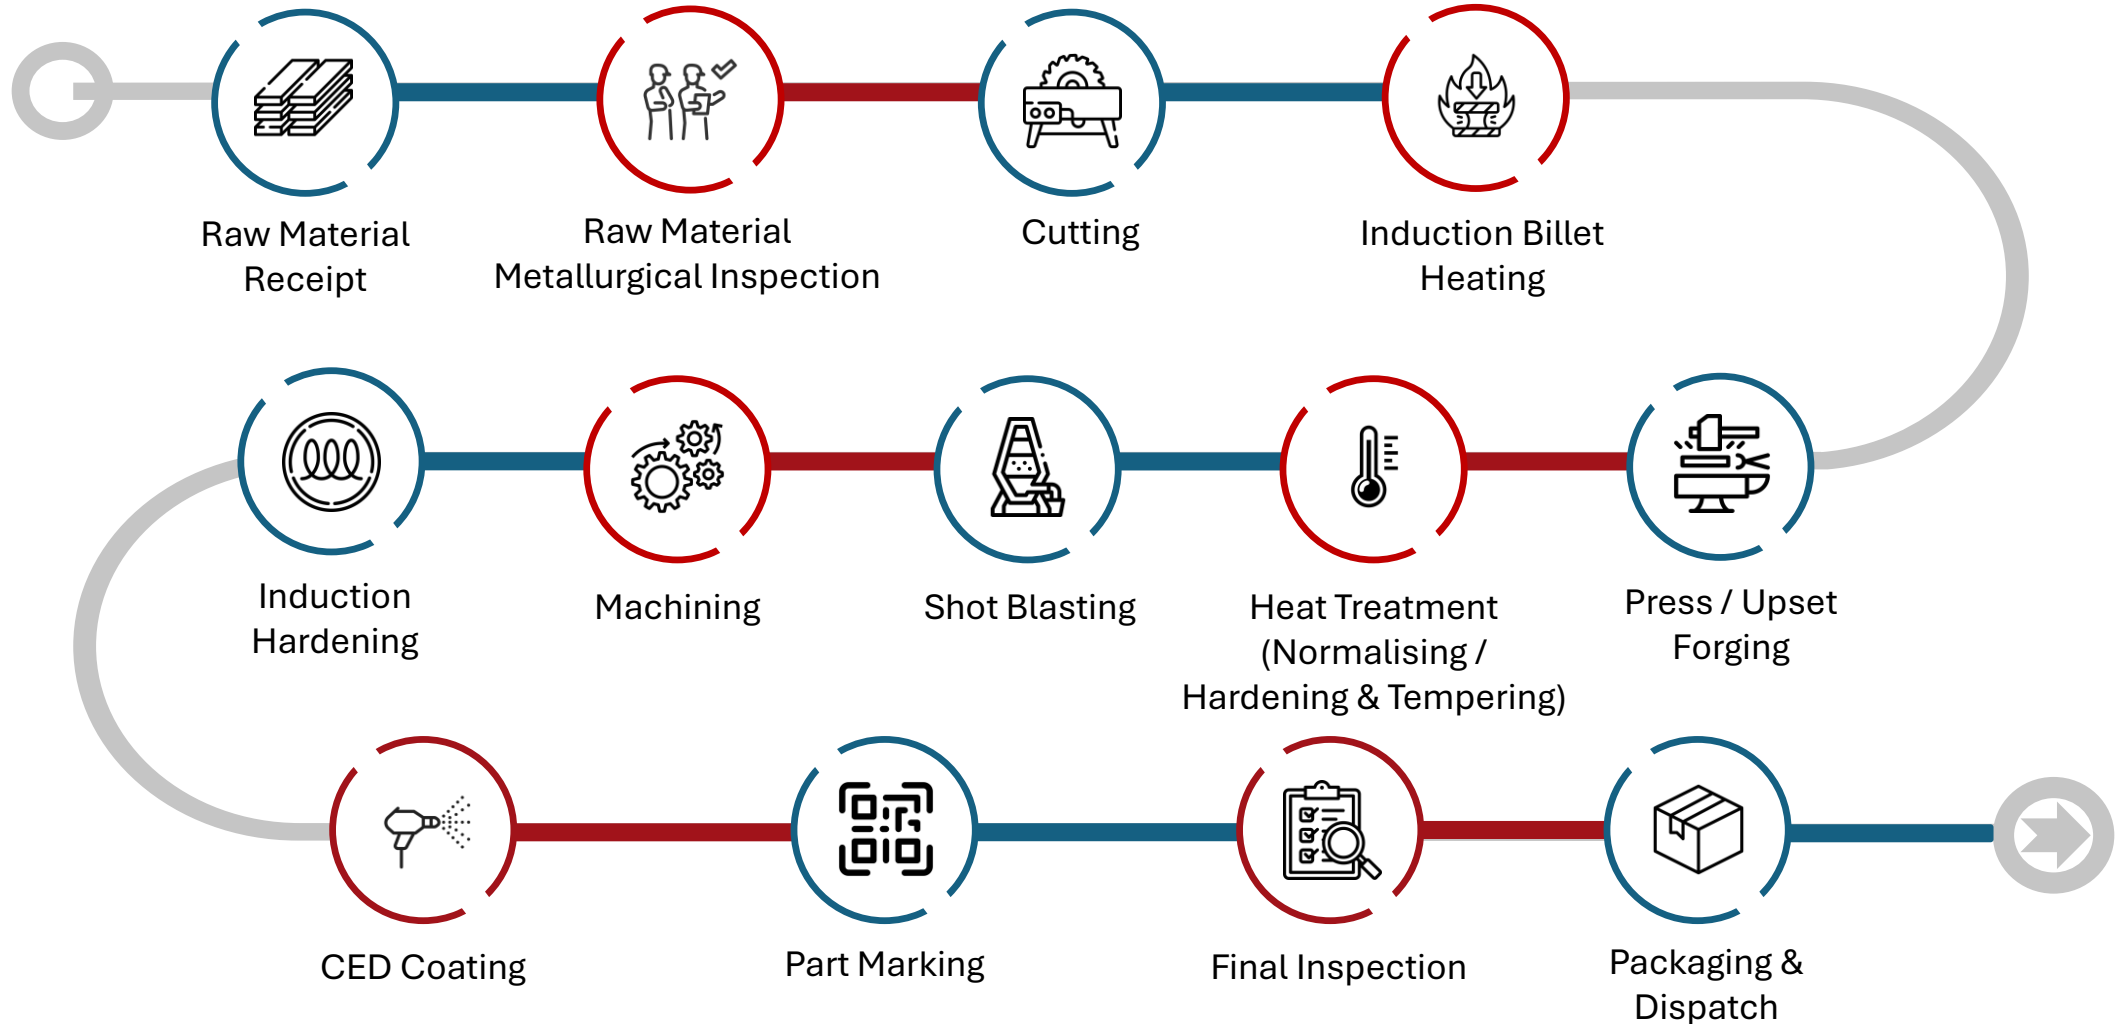 Raw Material
Receipt
Raw Material
Metallurgical Inspection
Cutting
Induction Billet
Heating
Induction
Hardening
Machining
Shot Blasting
Heat Treatment
(Normalising /
Hardening & Tempering)
Press / Upset
Forging
CED Coating
Part Marking
Final Inspection
Packaging &
Dispatch